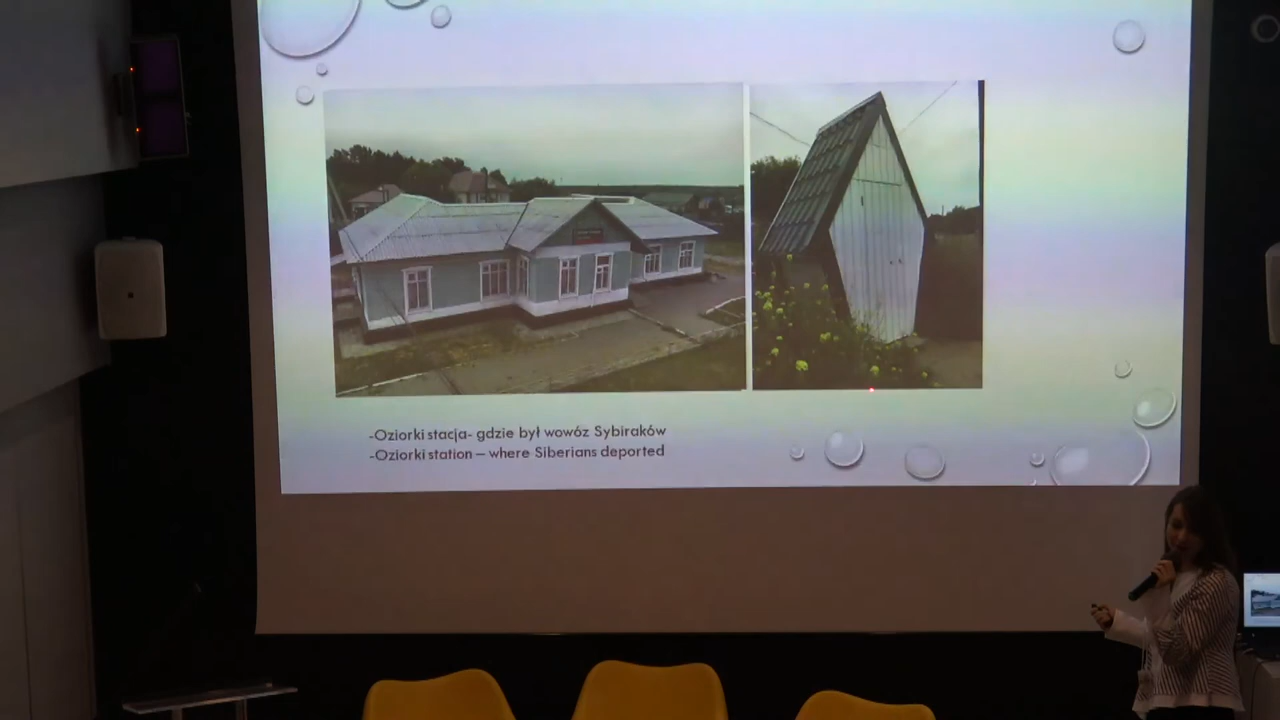 -Oziorki stacja- gdzie był wowóz Sybiraków
-Oziorki station – where Siberians deported